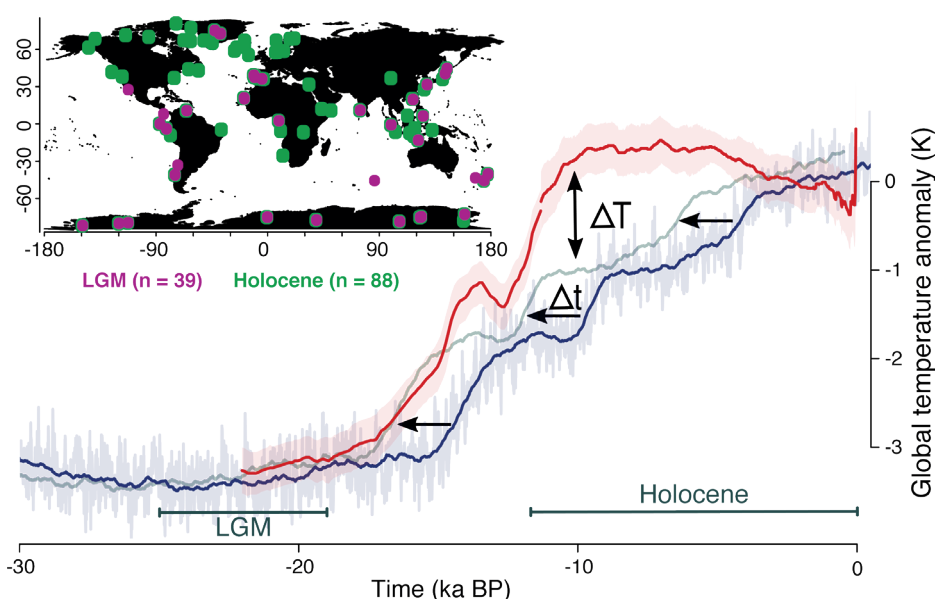 60
30
0
-30
-60
-180
-90
0
90
180
LGM (n = 39)
Holocene (n = 88)
ΔT
Δt
0
-1
-2
-3
Global temperature anomaly (K)
Holocene
LGM
-30
-20
-10
0
Time (ka BP)